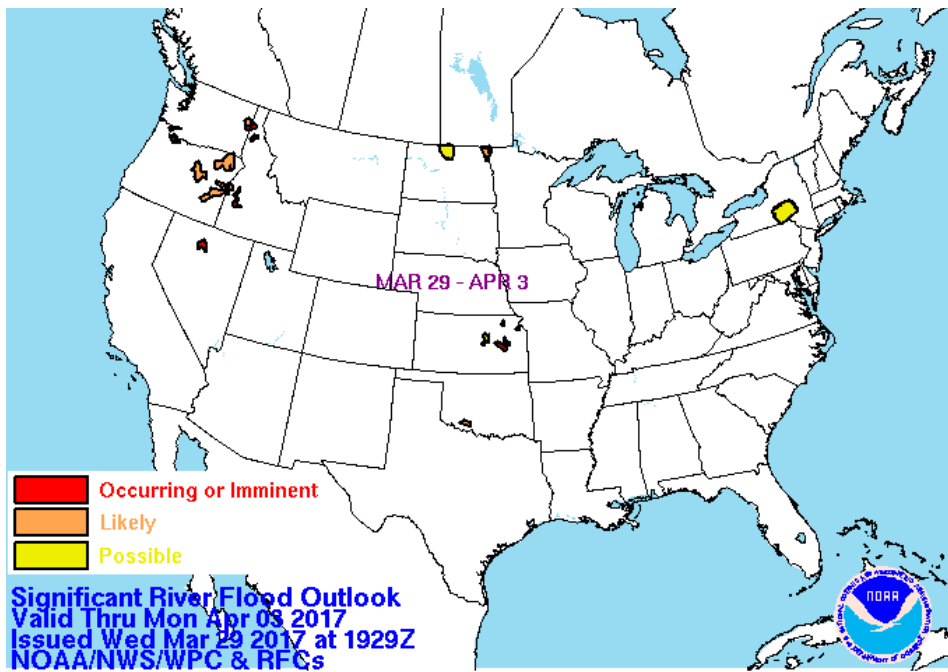 MAR 29 - APR 3
Occurring or Imminent
Likely
Possible
Significant River Flood Outlook
Valid Thru Mon Apr 03 2017
Issued Wed Mar 29 2017 at 1929Z
NOAA/NWS/WPC & RFCs
NOAA